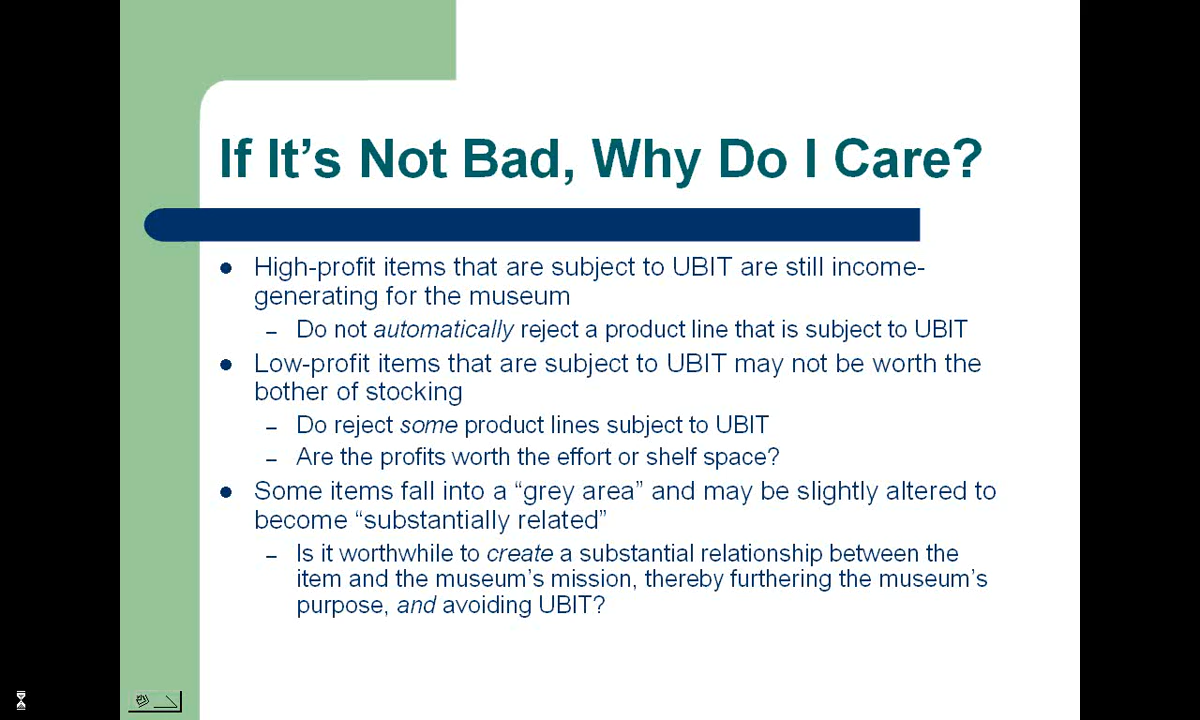 If It’s Not Bad, Why Do I Care?
● High-profit items that are subject to UBIT are still income-
generating for the museum
– Do not automatically reject a product line that is subject to UBIT
● Low-profit items that are subject to UBIT may not be worth the
bother of stocking
– Do reject some product lines subject to UBIT
– Are the profits worth the effort or shelf space?
● Some items fall into a “grey area” and may be slightly altered to
become “substantially related”
– Is it worthwhile to create a substantial relationship between the
item and the museum’s mission, thereby furthering the museum’s
purpose, and avoiding UBIT?